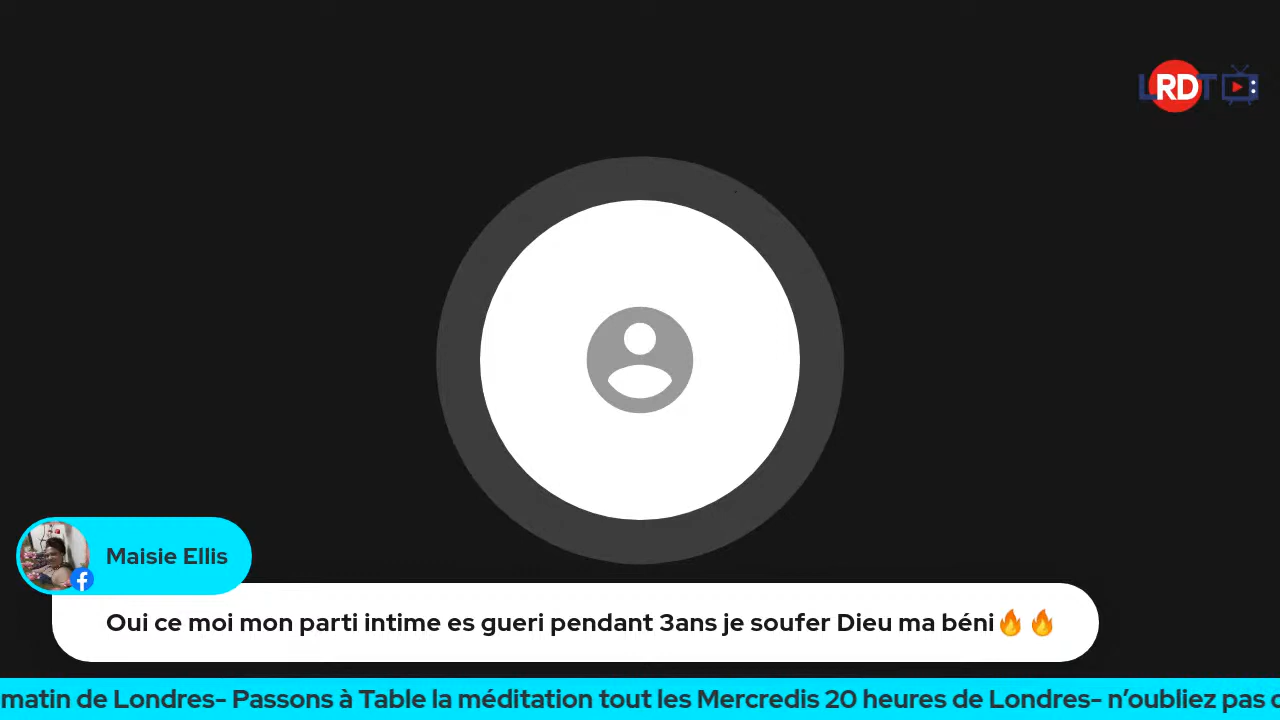 LRDT
Maisie Ellis
Oui ce moi mon parti intime es gueri pendant 3ans je soufer Dieu ma béni🔥🔥
matin de Londres- Passons à Table la méditation tout les Mercredis 20 heures de Londres- n’oubliez pas